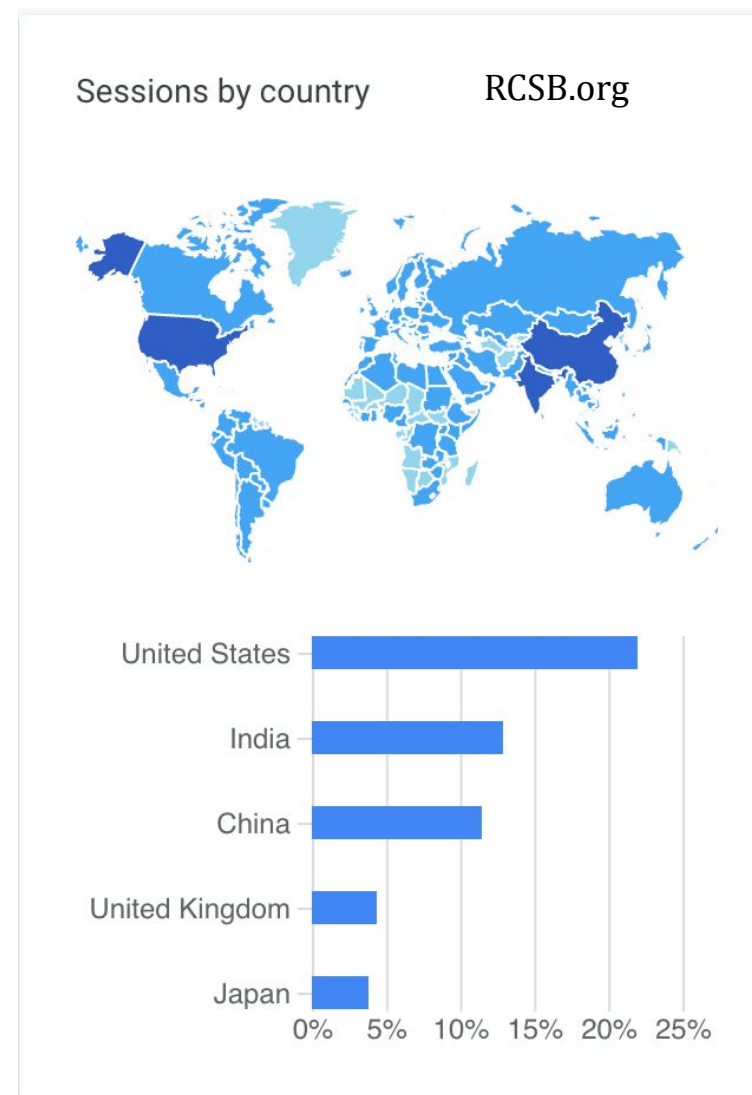 Sessions by country RCSB.org
United States
India
China
United Kingdom
Japan
0% 5% 10% 15% 20% 25%